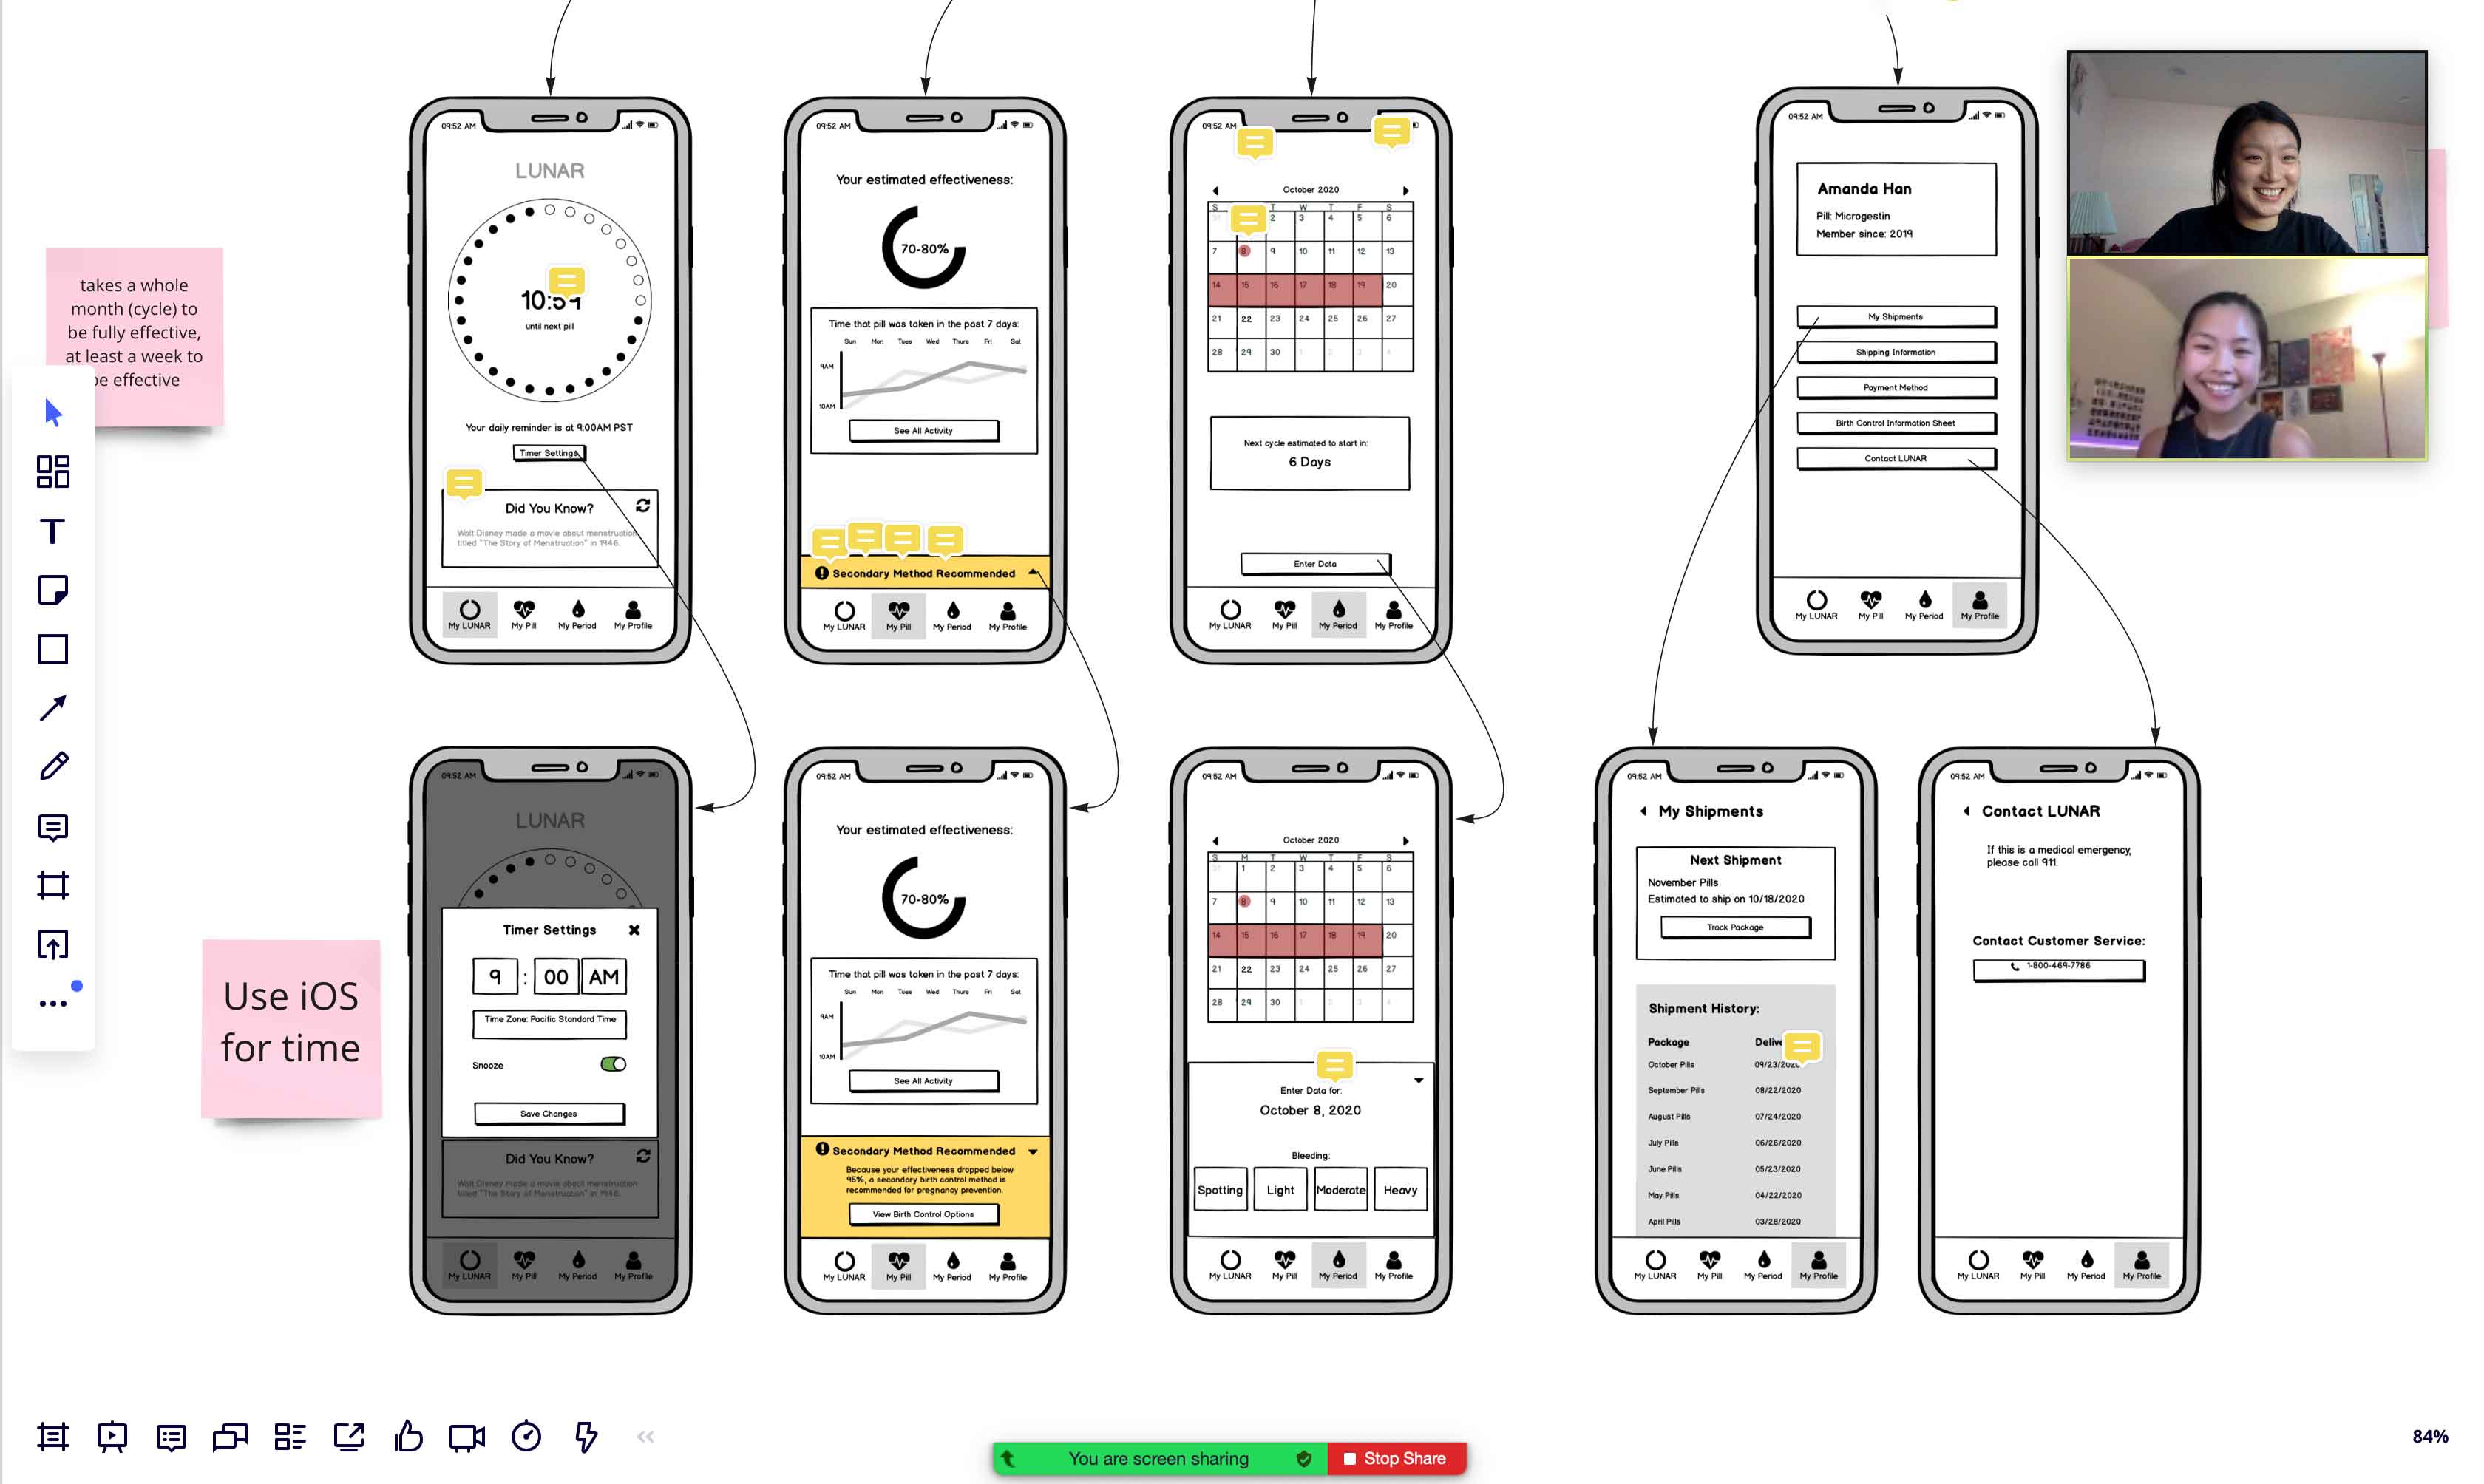 takes a whole
month (cycle) to
be fully effective,
at least a week to
be effective
Use iOS
for time
09:52 AM
LUNAR
until next pill
Your daily reminder is at 9:00AM PST
Timer Settings
Did You Know?
Walt Disney made a movie about menstruation
titled "The Story of Menstruation" in 1946.
My LUNAR My Pill My Period My Profile
09:52 AM
Your estimated effectiveness:
70-80%
Time that pill was taken in the past 7 days:
Sun Mon Tues Wed Thurs Fri Sat
9AM
10AM
See All Activity
Secondary Method Recommended
My LUNAR My Pill My Period My Profile
09:52 AM
October 2020
S T W T F S
2 3 4 5 6
7 8 9 10 11 12 13
14 15 16 17 18 19 20
21 22 23 24 25 26 27
28 29 30 1 2 3 4
Next cycle estimated to start in:
6 Days
Enter Data
My LUNAR My Pill My Period My Profile
09:52 AM
Amanda Han
Pill: Microgestin
Member since: 2019
My Shipments
Shipping Information
Payment Method
Birth Control Information Sheet
Contact LUNAR
My LUNAR My Pill My Period My Profile
09:52 AM
LUNAR
Timer Settings
9 : 00 AM
Time Zone: Pacific Standard Time
Snooze
Save Changes
Did You Know?
Walt Disney made a movie about menstruation
titled "The Story of Menstruation" in 1946.
My LUNAR My Pill My Period My Profile
09:52 AM
Your estimated effectiveness:
70-80%
Time that pill was taken in the past 7 days:
Sun Mon Tues Wed Thurs Fri Sat
9AM
10AM
See All Activity
Secondary Method Recommended
Because your effectiveness dropped below
95%, a secondary birth control method is
recommended for pregnancy prevention.
View Birth Control Options
My LUNAR My Pill My Period My Profile
09:52 AM
October 2020
S M T W T F S
31 1 2 3 4 5 6
7 8 9 10 11 12 13
14 15 16 17 18 19 20
21 22 23 24 25 26 27
28 29 30 1 2 3 4
Enter Data for:
October 8, 2020
Bleeding:
Spotting Light Moderate Heavy
My LUNAR My Pill My Period My Profile
09:52 AM
My Shipments
Next Shipment
November Pills
Estimated to ship on 10/18/2020
Track Package
Shipment History:
Package
October Pills 09/23/2020
September Pills 08/22/2020
August Pills 07/24/2020
July Pills 06/26/2020
June Pills 05/23/2020
May Pills 04/22/2020
April Pills 03/28/2020
My LUNAR My Pill My Period My Profile
09:52 AM
Contact LUNAR
If this is a medical emergency,
please call 911.
Contact Customer Service:
1-800-469-7786
My LUNAR My Pill My Period My Profile
You are screen sharing
Stop Share
84%